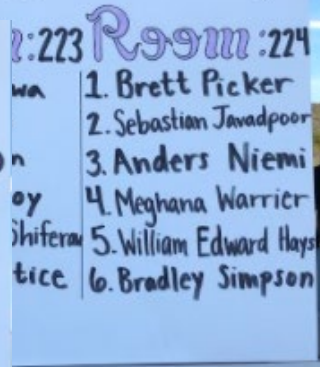 :223
wa
n
oy
Shiferaw
tice
Room:224
1. Brett Picker
2. Sebastian Javadpoor
3. Anders Niemi
4. Meghana Warrier
5. William Edward Hays
6. Bradley Simpson